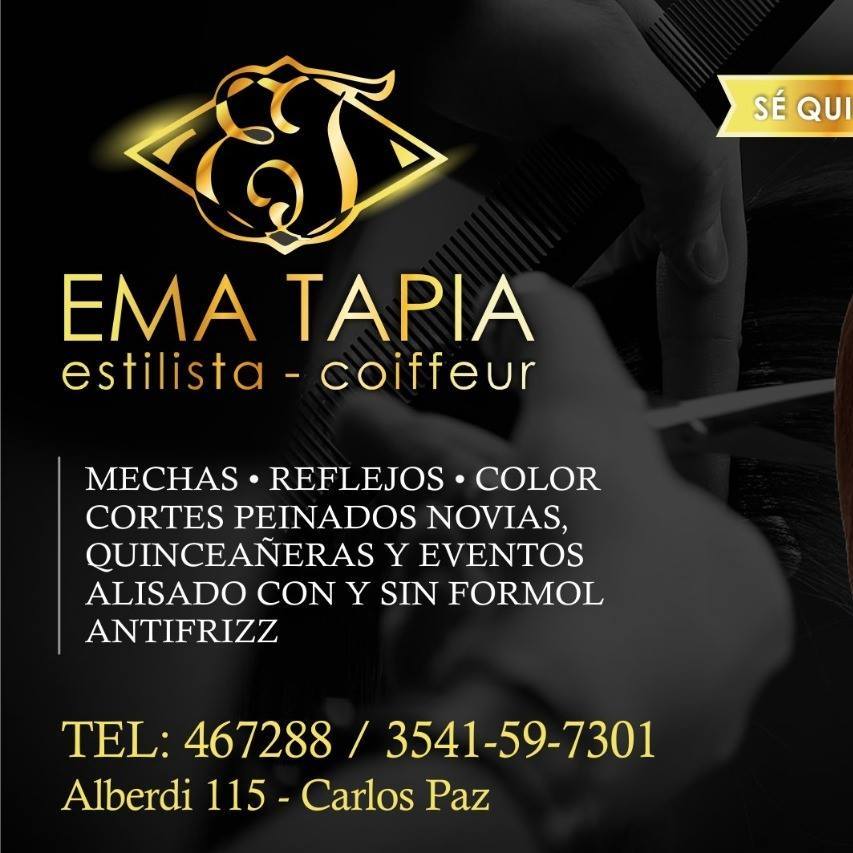 ET
SÉ QUI
EMA TAPIA
estilista - coiffeur
MECHAS • REFLEJOS • COLOR
CORTES PEINADOS NOVIAS,
QUINCEAÑERAS Y EVENTOS
ALISADO CON Y SIN FORMOL
ANTIFRIZZ
TEL: 467288 / 3541-59-7301
Alberdi 115 - Carlos Paz